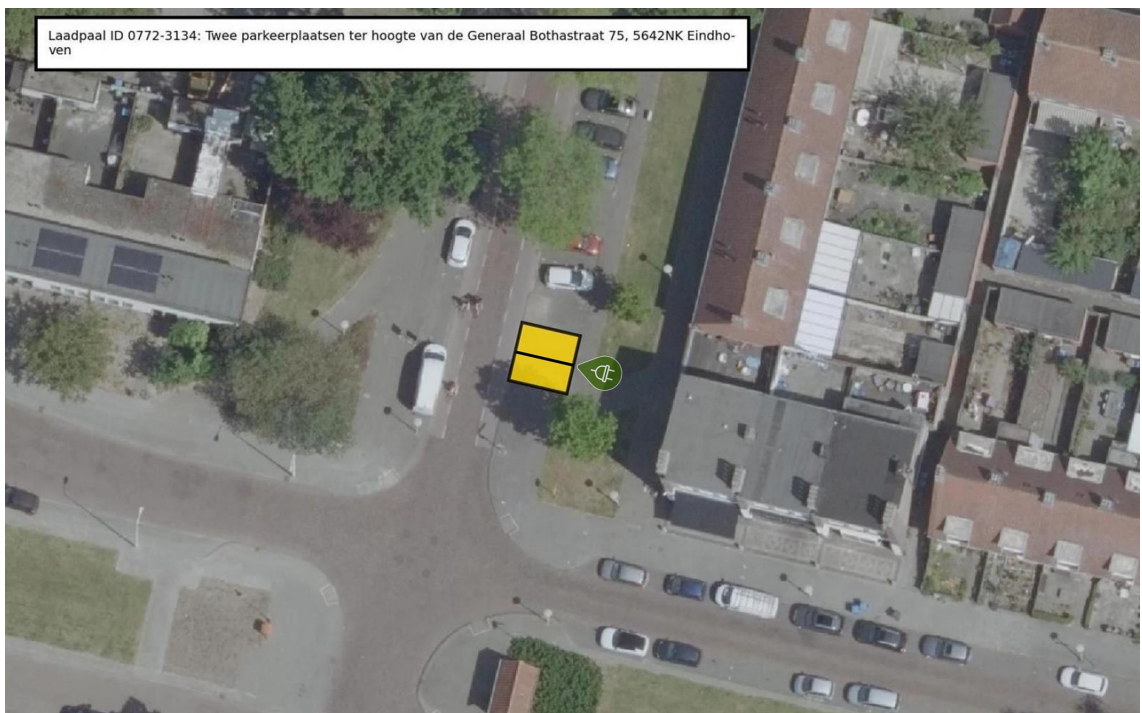 Laadpaal ID 0772-3134: Twee parkeerplaatsen ter hoogte van de Generaal Bothastraat 75, 5642NK Eindho-
ven